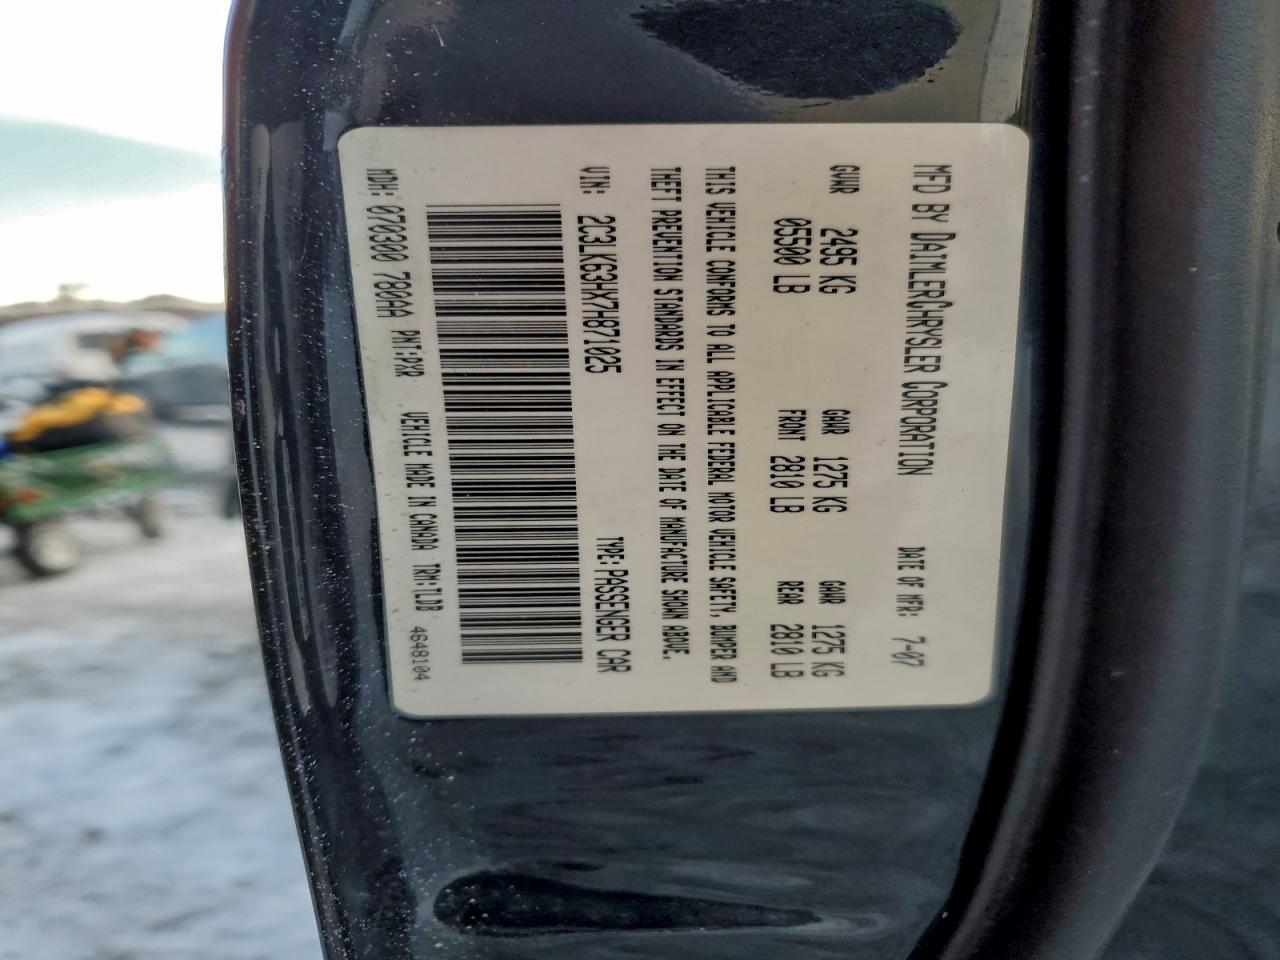 MFD BY DAIMLERCHRYSLER CORPORATION DATE OF MFR: 7-07
GVWR 2495 KG GAWR 1275 KG GAWR 1275 KG
05500 LB FRONT 2810 LB REAR 2810 LB
THIS VEHICLE CONFORMS TO ALL APPLICABLE FEDERAL MOTOR VEHICLE SAFETY, BUMPER AND
THEFT PREVENTION STANDARDS IN EFFECT ON THE DATE OF MANUFACTURE SHOWN ABOVE.
VIN: 2C3LK63HX7H871025 TYPE: PASSENGER CAR
MDH: 070300 780AA PNT: PXR VEHICLE MADE IN CANADA TRM: TLJB 4648104